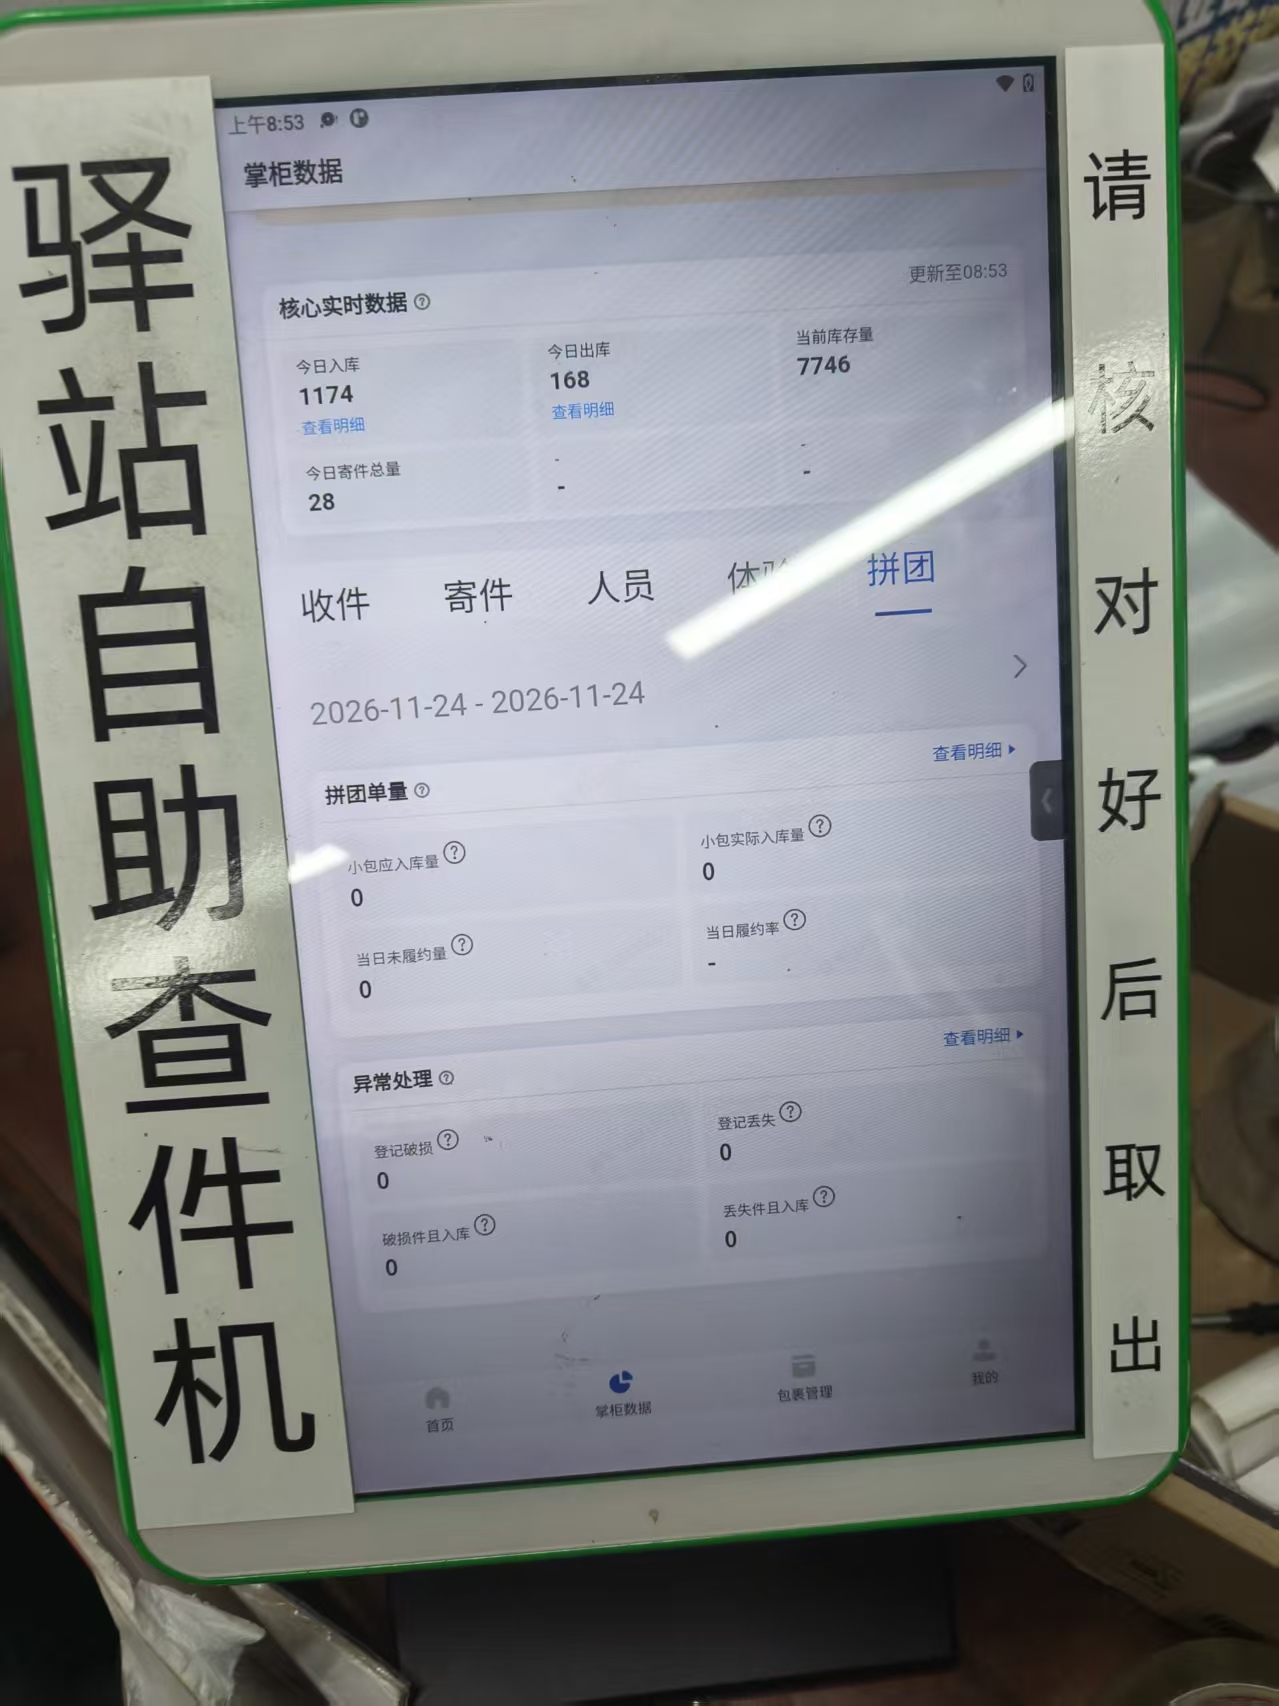 驿站自助查件机
请核对好后取出
上午8:53
掌柜数据
核心实时数据
更新至08:53
今日入库
1174
查看明细
今日出库
168
查看明细
当前库存量
7746
今日寄件总量
28
-
-
-
-
收件 寄件 人员 体验 拼团
2026-11-24 - 2026-11-24
拼团单量
查看明细
小包应入库量
0
小包实际入库量
0
当日未履约量
0
当日履约率
-
异常处理
查看明细
登记破损
0
登记丢失
0
破损件且入库
0
丢失件且入库
0
首页 掌柜数据 包裹管理 我的